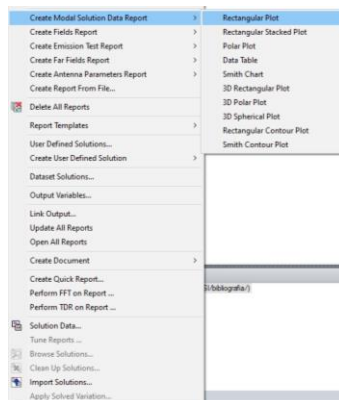 Create Modal Solution Data Report
Create Fields Report
Create Emission Test Report
Create Far Fields Report
Create Antenna Parameters Report
Create Report From File...
Delete All Reports
Report Templates
User Defined Solutions...
Create User Defined Solution
Dataset Solutions...
Output Variables...
Link Output...
Update All Reports
Open All Reports
Create Document
Create Quick Report...
Perform FFT on Report ...
Perform TDR on Report ...
Solution Data...
Tune Reports ...
Browse Solutions...
Clean Up Solutions...
Import Solutions...
Apply Solved Variation...
Rectangular Plot
Rectangular Stacked Plot
Polar Plot
Data Table
Smith Chart
3D Rectangular Plot
3D Polar Plot
3D Spherical Plot
Rectangular Contour Plot
Smith Contour Plot